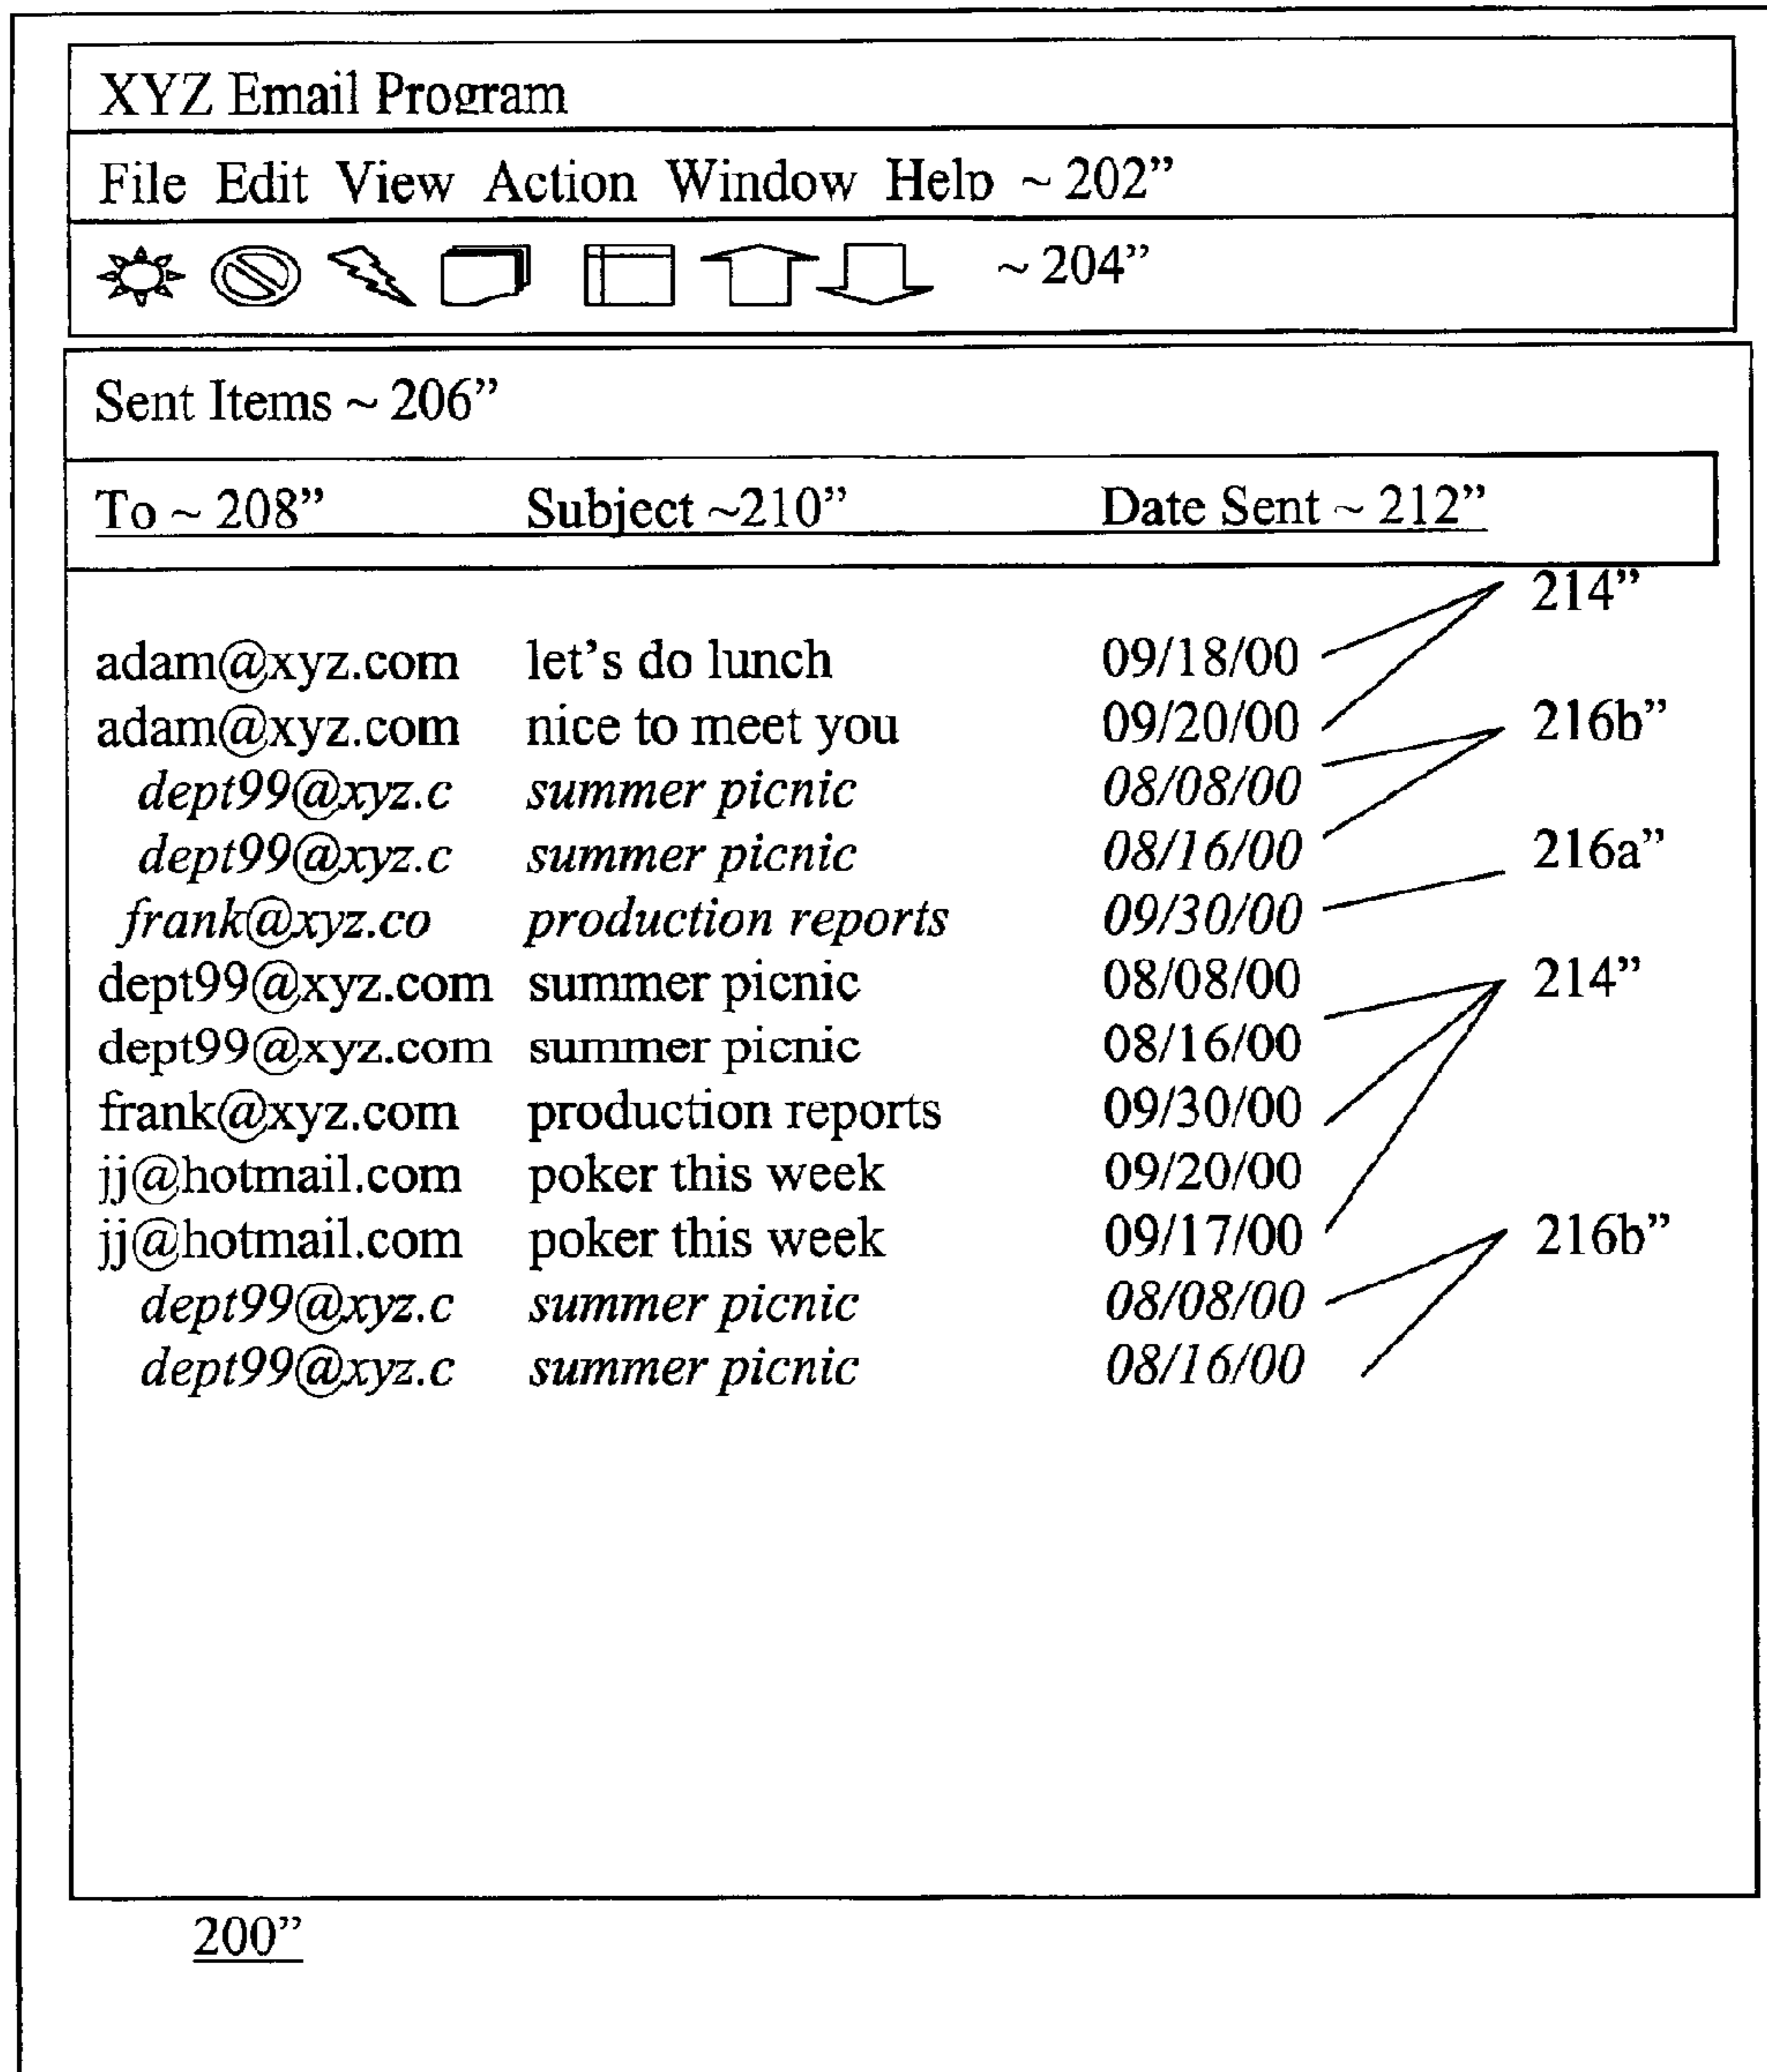 XYZ Email Program
File Edit View Action Window Help ~ 202”
~ 204”
Sent Items ~ 206”
To ~ 208” Subject ~210” Date Sent ~ 212”
214”
adam@xyz.com let’s do lunch 09/18/00
adam@xyz.com nice to meet you 09/20/00 216b”
dept99@xyz.c summer picnic 08/08/00
dept99@xyz.c summer picnic 08/16/00 216a”
frank@xyz.co production reports 09/30/00
dept99@xyz.com summer picnic 08/08/00 214”
dept99@xyz.com summer picnic 08/16/00
frank@xyz.com production reports 09/30/00
jj@hotmail.com poker this week 09/20/00
jj@hotmail.com poker this week 09/17/00 216b”
dept99@xyz.c summer picnic 08/08/00
dept99@xyz.c summer picnic 08/16/00
200”